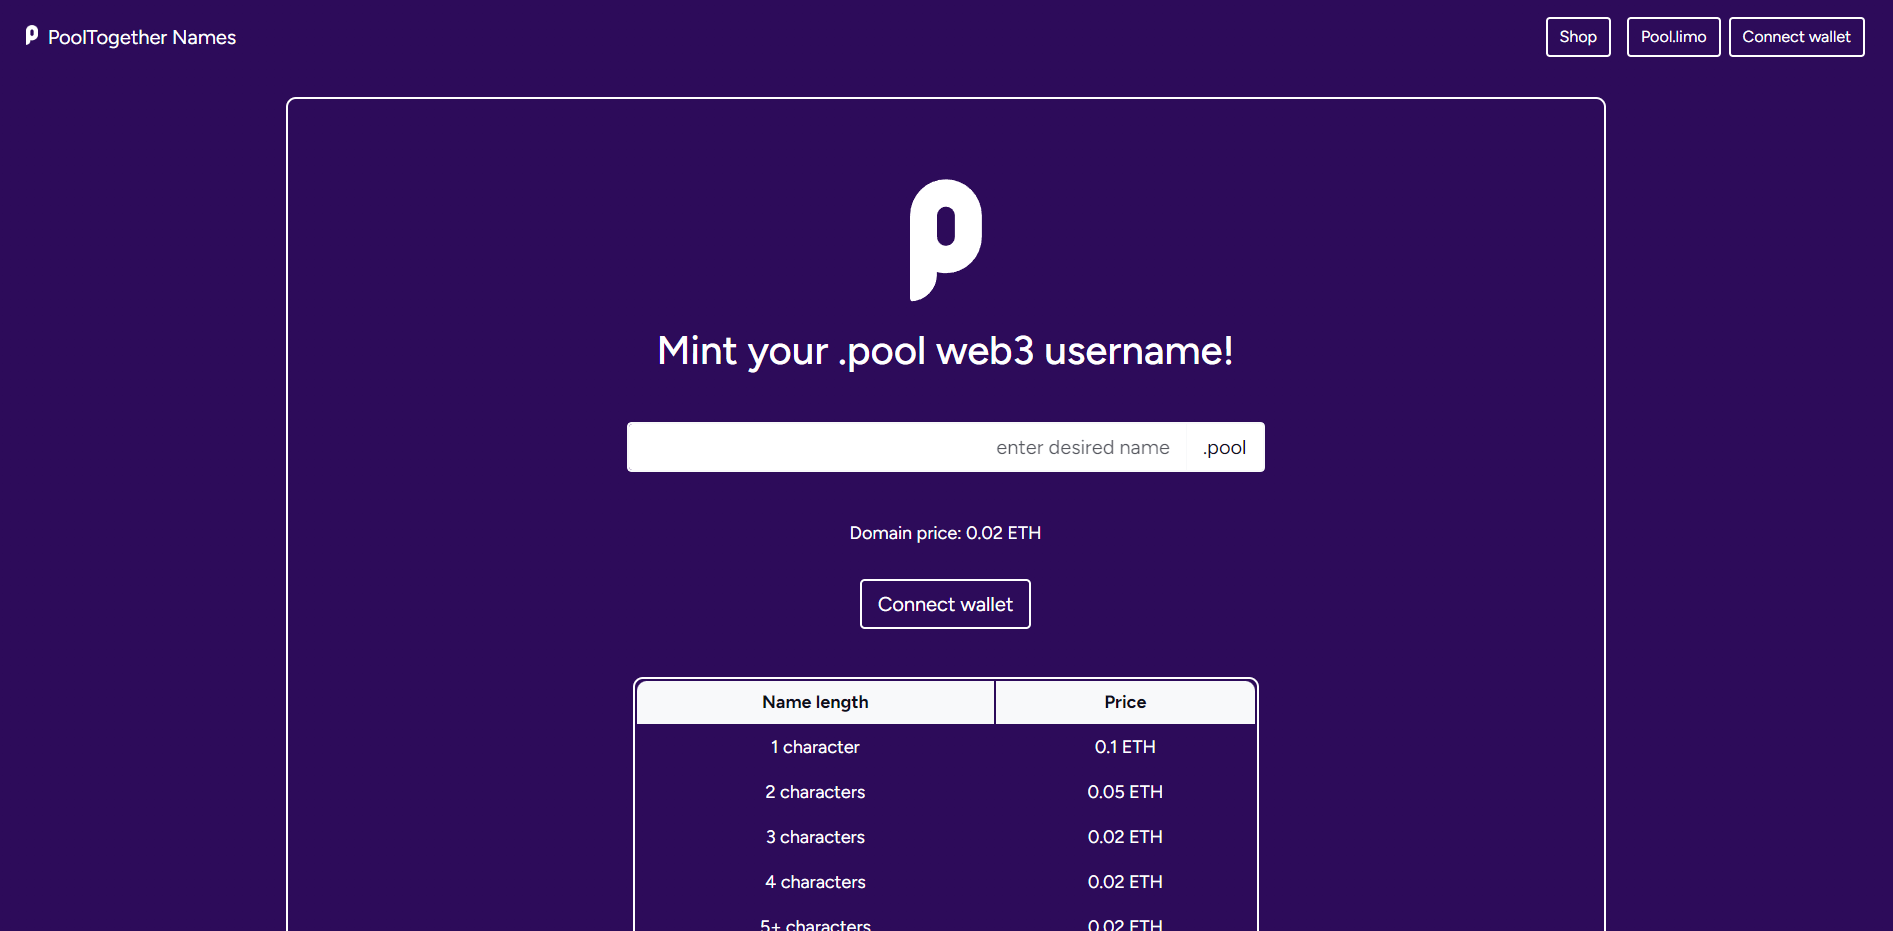 PoolTogether Names
Shop
Pool.limo
Connect wallet
Mint your .pool web3 username!
enter desired name .pool
Domain price: 0.02 ETH
Connect wallet
Name length Price
1 character 0.1 ETH
2 characters 0.05 ETH
3 characters 0.02 ETH
4 characters 0.02 ETH
5+ characters 0.02 ETH